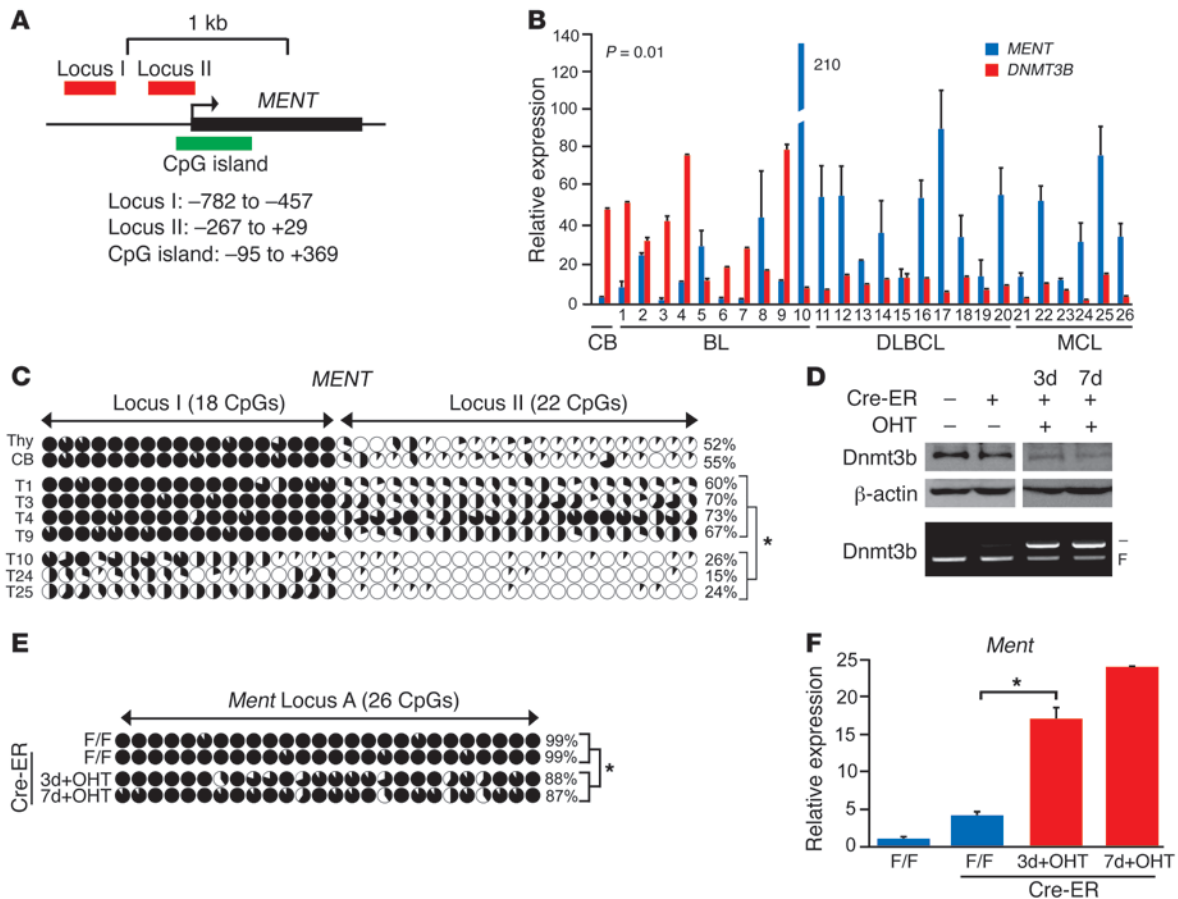 A
1 kb
Locus I
Locus II
MENT
CpG island
Locus I: –782 to –457
Locus II: –267 to +29
CpG island: –95 to +369
B
Relative expression
140
120
100
80
60
40
20
0
P = 0.01
210
MENT
DNMT3B
1 2 3 4 5 6 7 8 9 10 11 12 13 14 15 16 17 18 19 20 21 22 23 24 25 26
CB BL DLBCL MCL
C
MENT
Locus I (18 CpGs) Locus II (22 CpGs)
Thy 52%
CB 55%
T1 60%
T3 70%
T4 73%
T9 67%
*
T10 26%
T24 15%
T25 24%
D
3d 7d
Cre-ER – + + +
OHT – – + +
Dnmt3b
β-actin
Dnmt3b
–
F
E
Ment Locus A (26 CpGs)
F/F 99%
F/F 99%
*
Cre-ER
3d+OHT 88%
7d+OHT 87%
F
Ment
Relative expression
25
20
15
10
5
0
*
F/F F/F 3d+OHT 7d+OHT
Cre-ER